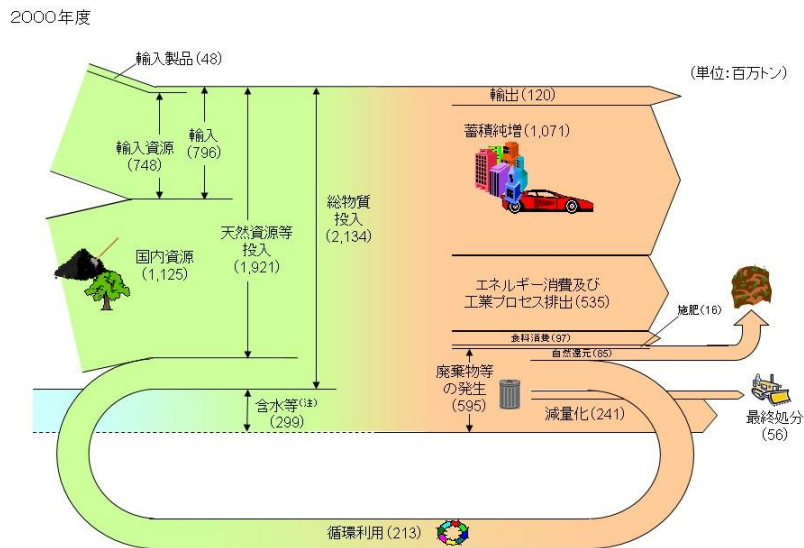 2000年度
(単位:百万トン)
輸入製品(48)
輸出(120)
蓄積純増(1,071)
輸入資源
(748)
輸入
(796)
総物質
投入
(2,134)
天然資源等
投入
(1,921)
国内資源
(1,125)
エネルギー消費及び
工業プロセス排出(535)
施肥(16)
食料消費(97)
自然還元(85)
廃棄物等
の発生
(595)
含水等(注)
(299)
減量化(241)
最終処分
(56)
循環利用(213)